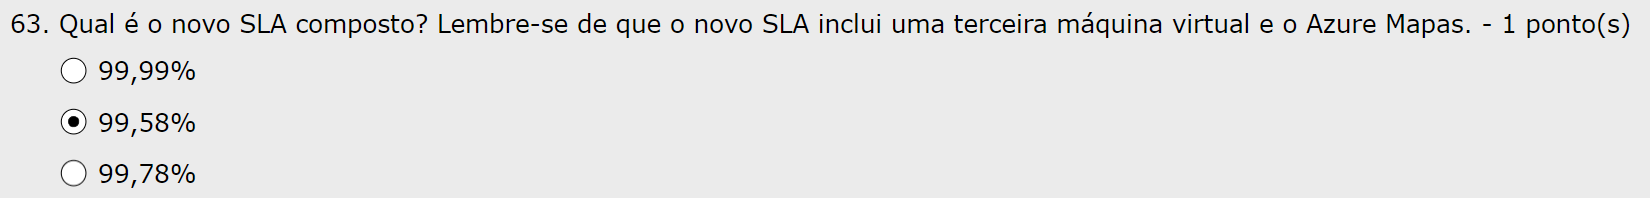 63. Qual é o novo SLA composto? Lembre-se de que o novo SLA inclui uma terceira máquina virtual e o Azure Mapas. - 1 ponto(s)
99,99%
99,58%
99,78%